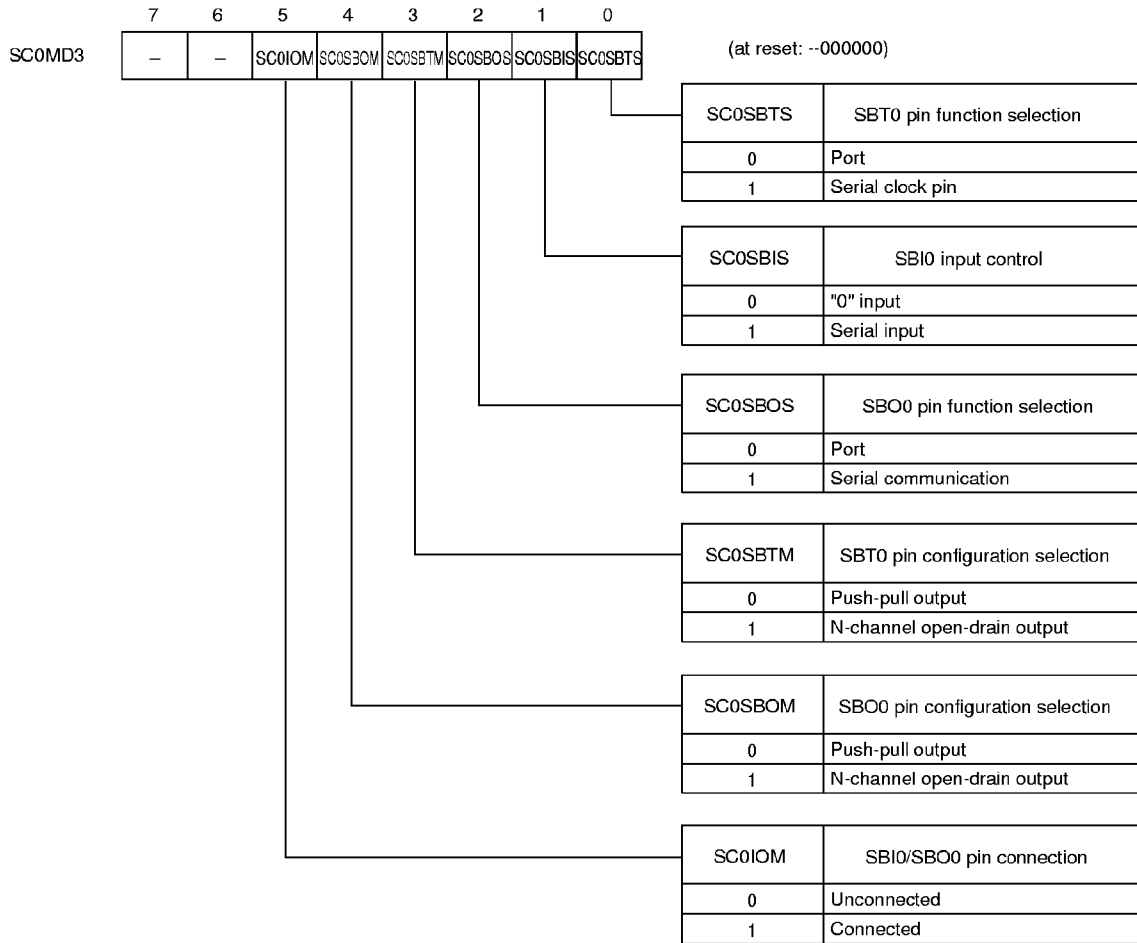 7 6 5 4 3 2 1 0
SC0MD3 – – SC0IOM SC0SBOM SC0SBTM SC0SBOS SC0SBIS SC0SBTS (at reset: --000000)
SC0SBTS SBT0 pin function selection
0 Port
1 Serial clock pin
SC0SBIS SBI0 input control
0 "0" input
1 Serial input
SC0SBOS SBO0 pin function selection
0 Port
1 Serial communication
SC0SBTM SBT0 pin configuration selection
0 Push-pull output
1 N-channel open-drain output
SC0SBOM SBO0 pin configuration selection
0 Push-pull output
1 N-channel open-drain output
SC0IOM SBI0/SBO0 pin connection
0 Unconnected
1 Connected